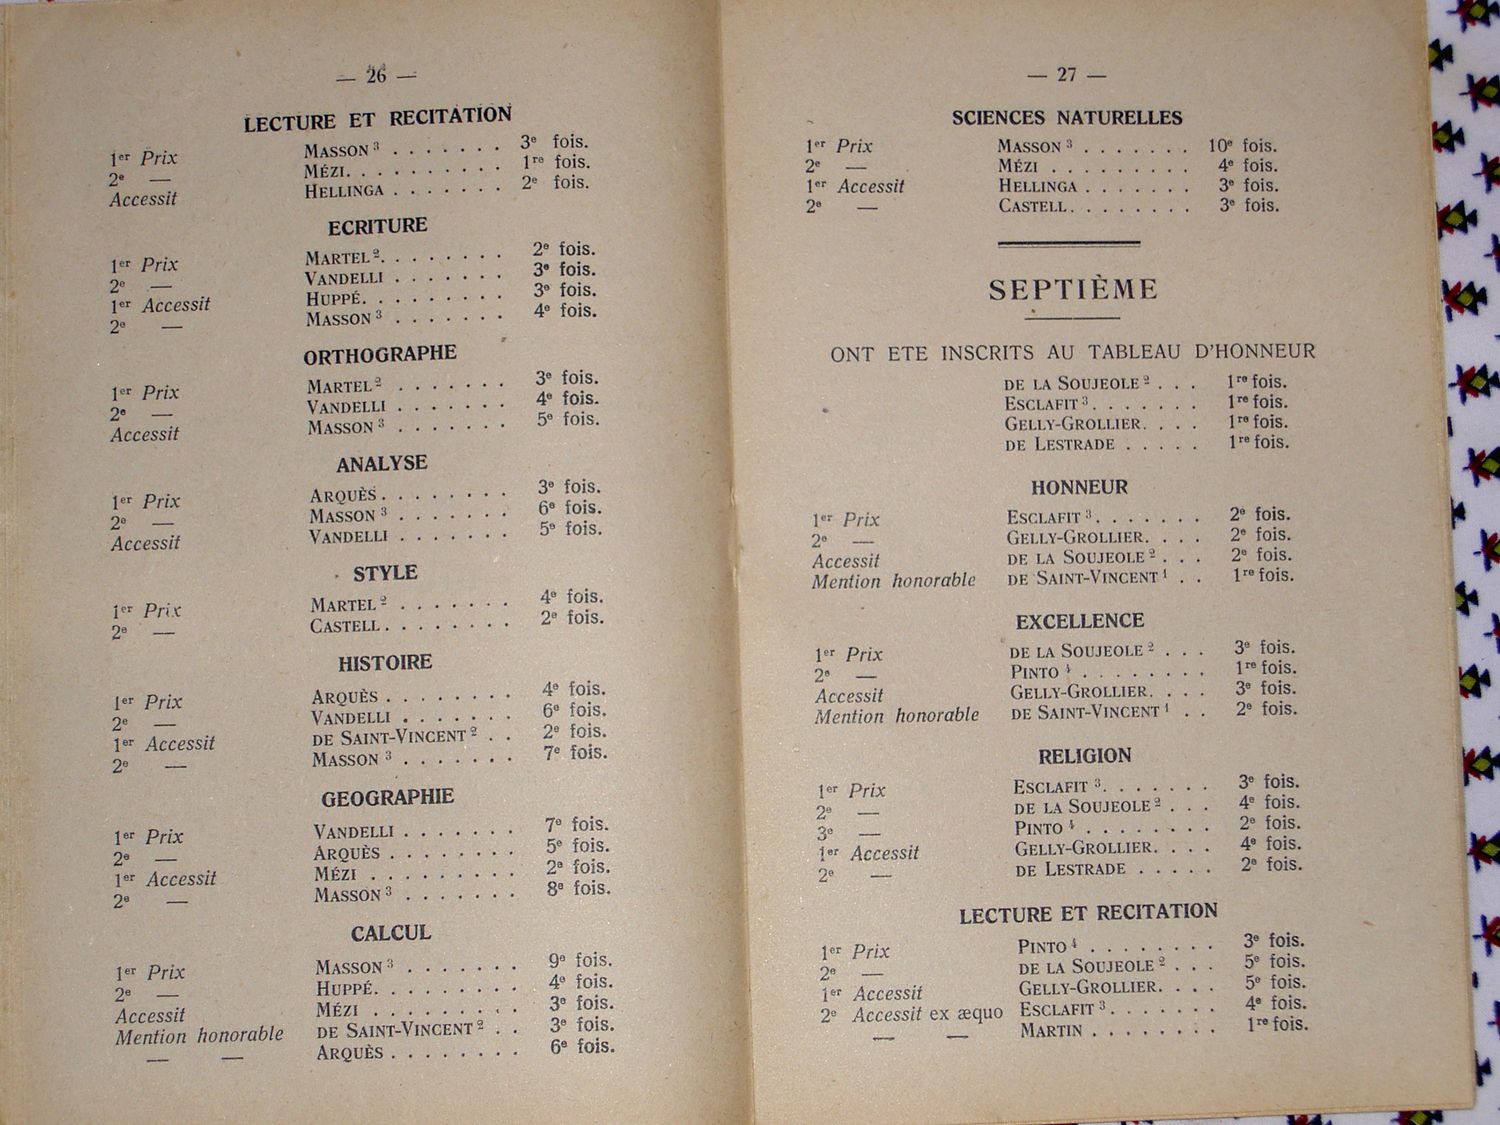 — 26 —
LECTURE ET RECITATION
1er Prix Masson 3 . . . . . . . 3e fois.
2e — Mézi. . . . . . . . . . 1re fois.
Accessit Hellinga . . . . . . . 2e fois.
ECRITURE
1er Prix Martel 2. . . . . . . . 2e fois.
2e — Vandelli . . . . . . . 3e fois.
1er Accessit Huppé. . . . . . . . . 3e fois.
2e — Masson 3 . . . . . . . 4e fois.
ORTHOGRAPHE
1er Prix Martel 2 . . . . . . . 3e fois.
2e — Vandelli . . . . . . . 4e fois.
Accessit Masson 3 . . . . . . . 5e fois.
ANALYSE
1er Prix Arquès . . . . . . . . 3e fois.
2e — Masson 3 . . . . . . . 6e fois.
Accessit Vandelli . . . . . . . 5e fois.
STYLE
1er Prix Martel 2 . . . . . . . 4e fois.
2e — Castell . . . . . . . . 2e fois.
HISTOIRE
1er Prix Arquès . . . . . . . . 4e fois.
2e — Vandelli . . . . . . . 6e fois.
1er Accessit de Saint-Vincent 2 . . 2e fois.
2e — Masson 3 . . . . . . . 7e fois.
GEOGRAPHIE
1er Prix Vandelli . . . . . . . 7e fois.
2e — Arquès . . . . . . . . 5e fois.
1er Accessit Mézi . . . . . . . . . 2e fois.
2e — Masson 3 . . . . . . . 8e fois.
CALCUL
1er Prix Masson 3 . . . . . . . 9e fois.
2e — Huppé. . . . . . . . . 4e fois.
Accessit Mézi . . . . . . . . . 3e fois.
Mention honorable de Saint-Vincent 2 . . 3e fois.
— — Arquès . . . . . . . . 6e fois.
— 27 —
SCIENCES NATURELLES
1er Prix Masson 3 . . . . . . . 10e fois.
2e — Mézi . . . . . . . . . 4e fois.
1er Accessit Hellinga . . . . . . . 3e fois.
2e — Castell. . . . . . . . 3e fois.
SEPTIÈME
ONT ETE INSCRITS AU TABLEAU D'HONNEUR
de la Soujeole 2 . . . 1re fois.
Esclafit 3. . . . . . . 1re fois.
Gelly-Grollier. . . . 1re fois.
de Lestrade . . . . . 1re fois.
HONNEUR
1er Prix Esclafit 3. . . . . . . 2e fois.
2e — Gelly-Grollier. . . . 2e fois.
Accessit de la Soujeole 2 . . . 2e fois.
Mention honorable de Saint-Vincent 1 . . 1re fois.
EXCELLENCE
1er Prix de la Soujeole 2 . . . 3e fois.
2e — Pinto 4 . . . . . . . . 1re fois.
Accessit Gelly-Grollier. . . . 3e fois.
Mention honorable de Saint-Vincent 1 . . 2e fois.
RELIGION
1er Prix Esclafit 3. . . . . . . 3e fois.
2e — de la Soujeole 2 . . . 4e fois.
3e — Pinto 4 . . . . . . . . 2e fois.
1er Accessit Gelly-Grollier. . . . 4e fois.
2e — de Lestrade . . . . . 2e fois.
LECTURE ET RECITATION
1er Prix Pinto 4 . . . . . . . . 3e fois.
2e — de la Soujeole 2 . . . 5e fois.
1er Accessit Gelly-Grollier. . . . 5e fois.
2e Accessit ex æquo Esclafit 3. . . . . . . 4e fois.
— — Martin . . . . . . . . 1re fois.